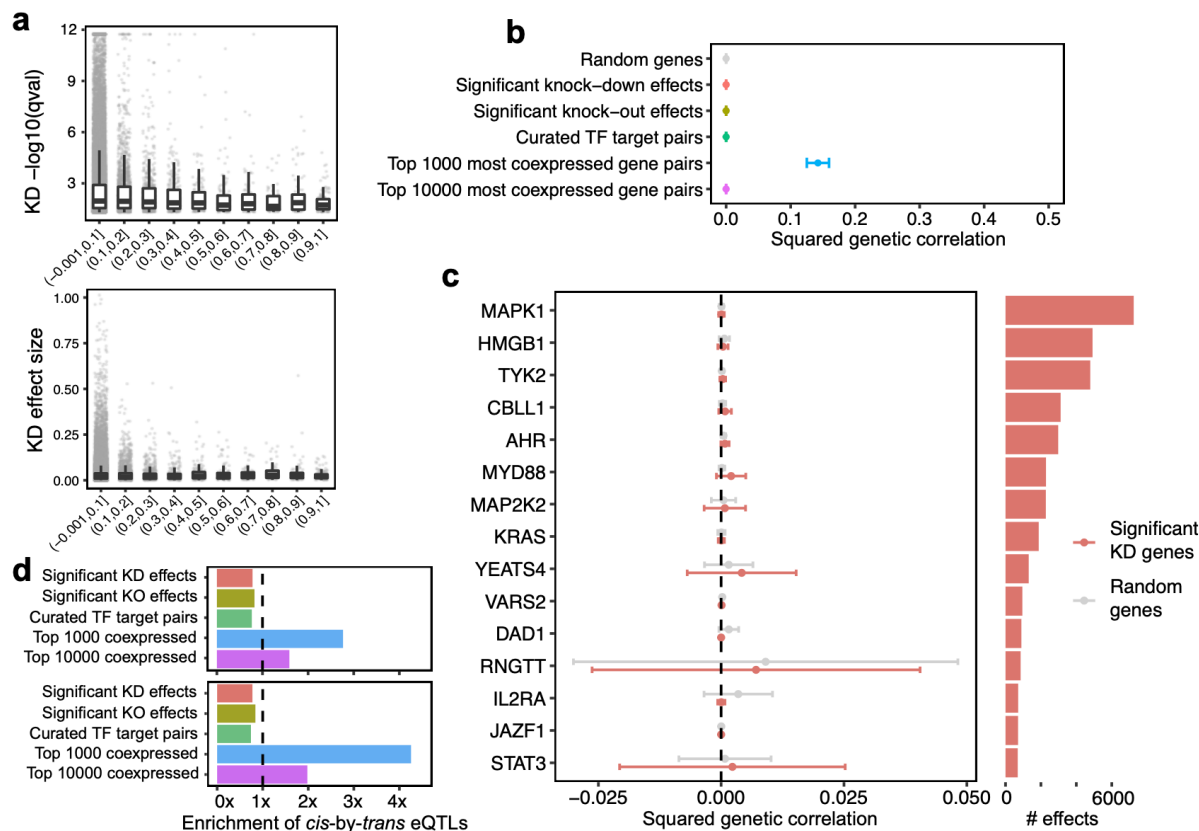 a
12
9
6
3
KD −log10(qval)
(−0.001,0.1]
(0.1,0.2]
(0.2,0.3]
(0.3,0.4]
(0.4,0.5]
(0.5,0.6]
(0.6,0.7]
(0.7,0.8]
(0.8,0.9]
(0.9,1]
1.00
0.75
0.50
0.25
0.00
KD effect size
(−0.001,0.1]
(0.1,0.2]
(0.2,0.3]
(0.3,0.4]
(0.4,0.5]
(0.5,0.6]
(0.6,0.7]
(0.7,0.8]
(0.8,0.9]
(0.9,1]
b
Random genes
Significant knock−down effects
Significant knock−out effects
Curated TF target pairs
Top 1000 most coexpressed gene pairs
Top 10000 most coexpressed gene pairs
0.0 0.1 0.2 0.3 0.4 0.5
Squared genetic correlation
c
MAPK1
HMGB1
TYK2
CBLL1
AHR
MYD88
MAP2K2
KRAS
YEATS4
VARS2
DAD1
RNGTT
IL2RA
JAZF1
STAT3
−0.025 0.000 0.025 0.050
Squared genetic correlation
0 6000
# effects
Significant
KD genes
Random
genes
d
Significant KD effects
Significant KO effects
Curated TF target pairs
Top 1000 coexpressed
Top 10000 coexpressed
Significant KD effects
Significant KO effects
Curated TF target pairs
Top 1000 coexpressed
Top 10000 coexpressed
0x 1x 2x 3x 4x
Enrichment of cis-by-trans eQTLs